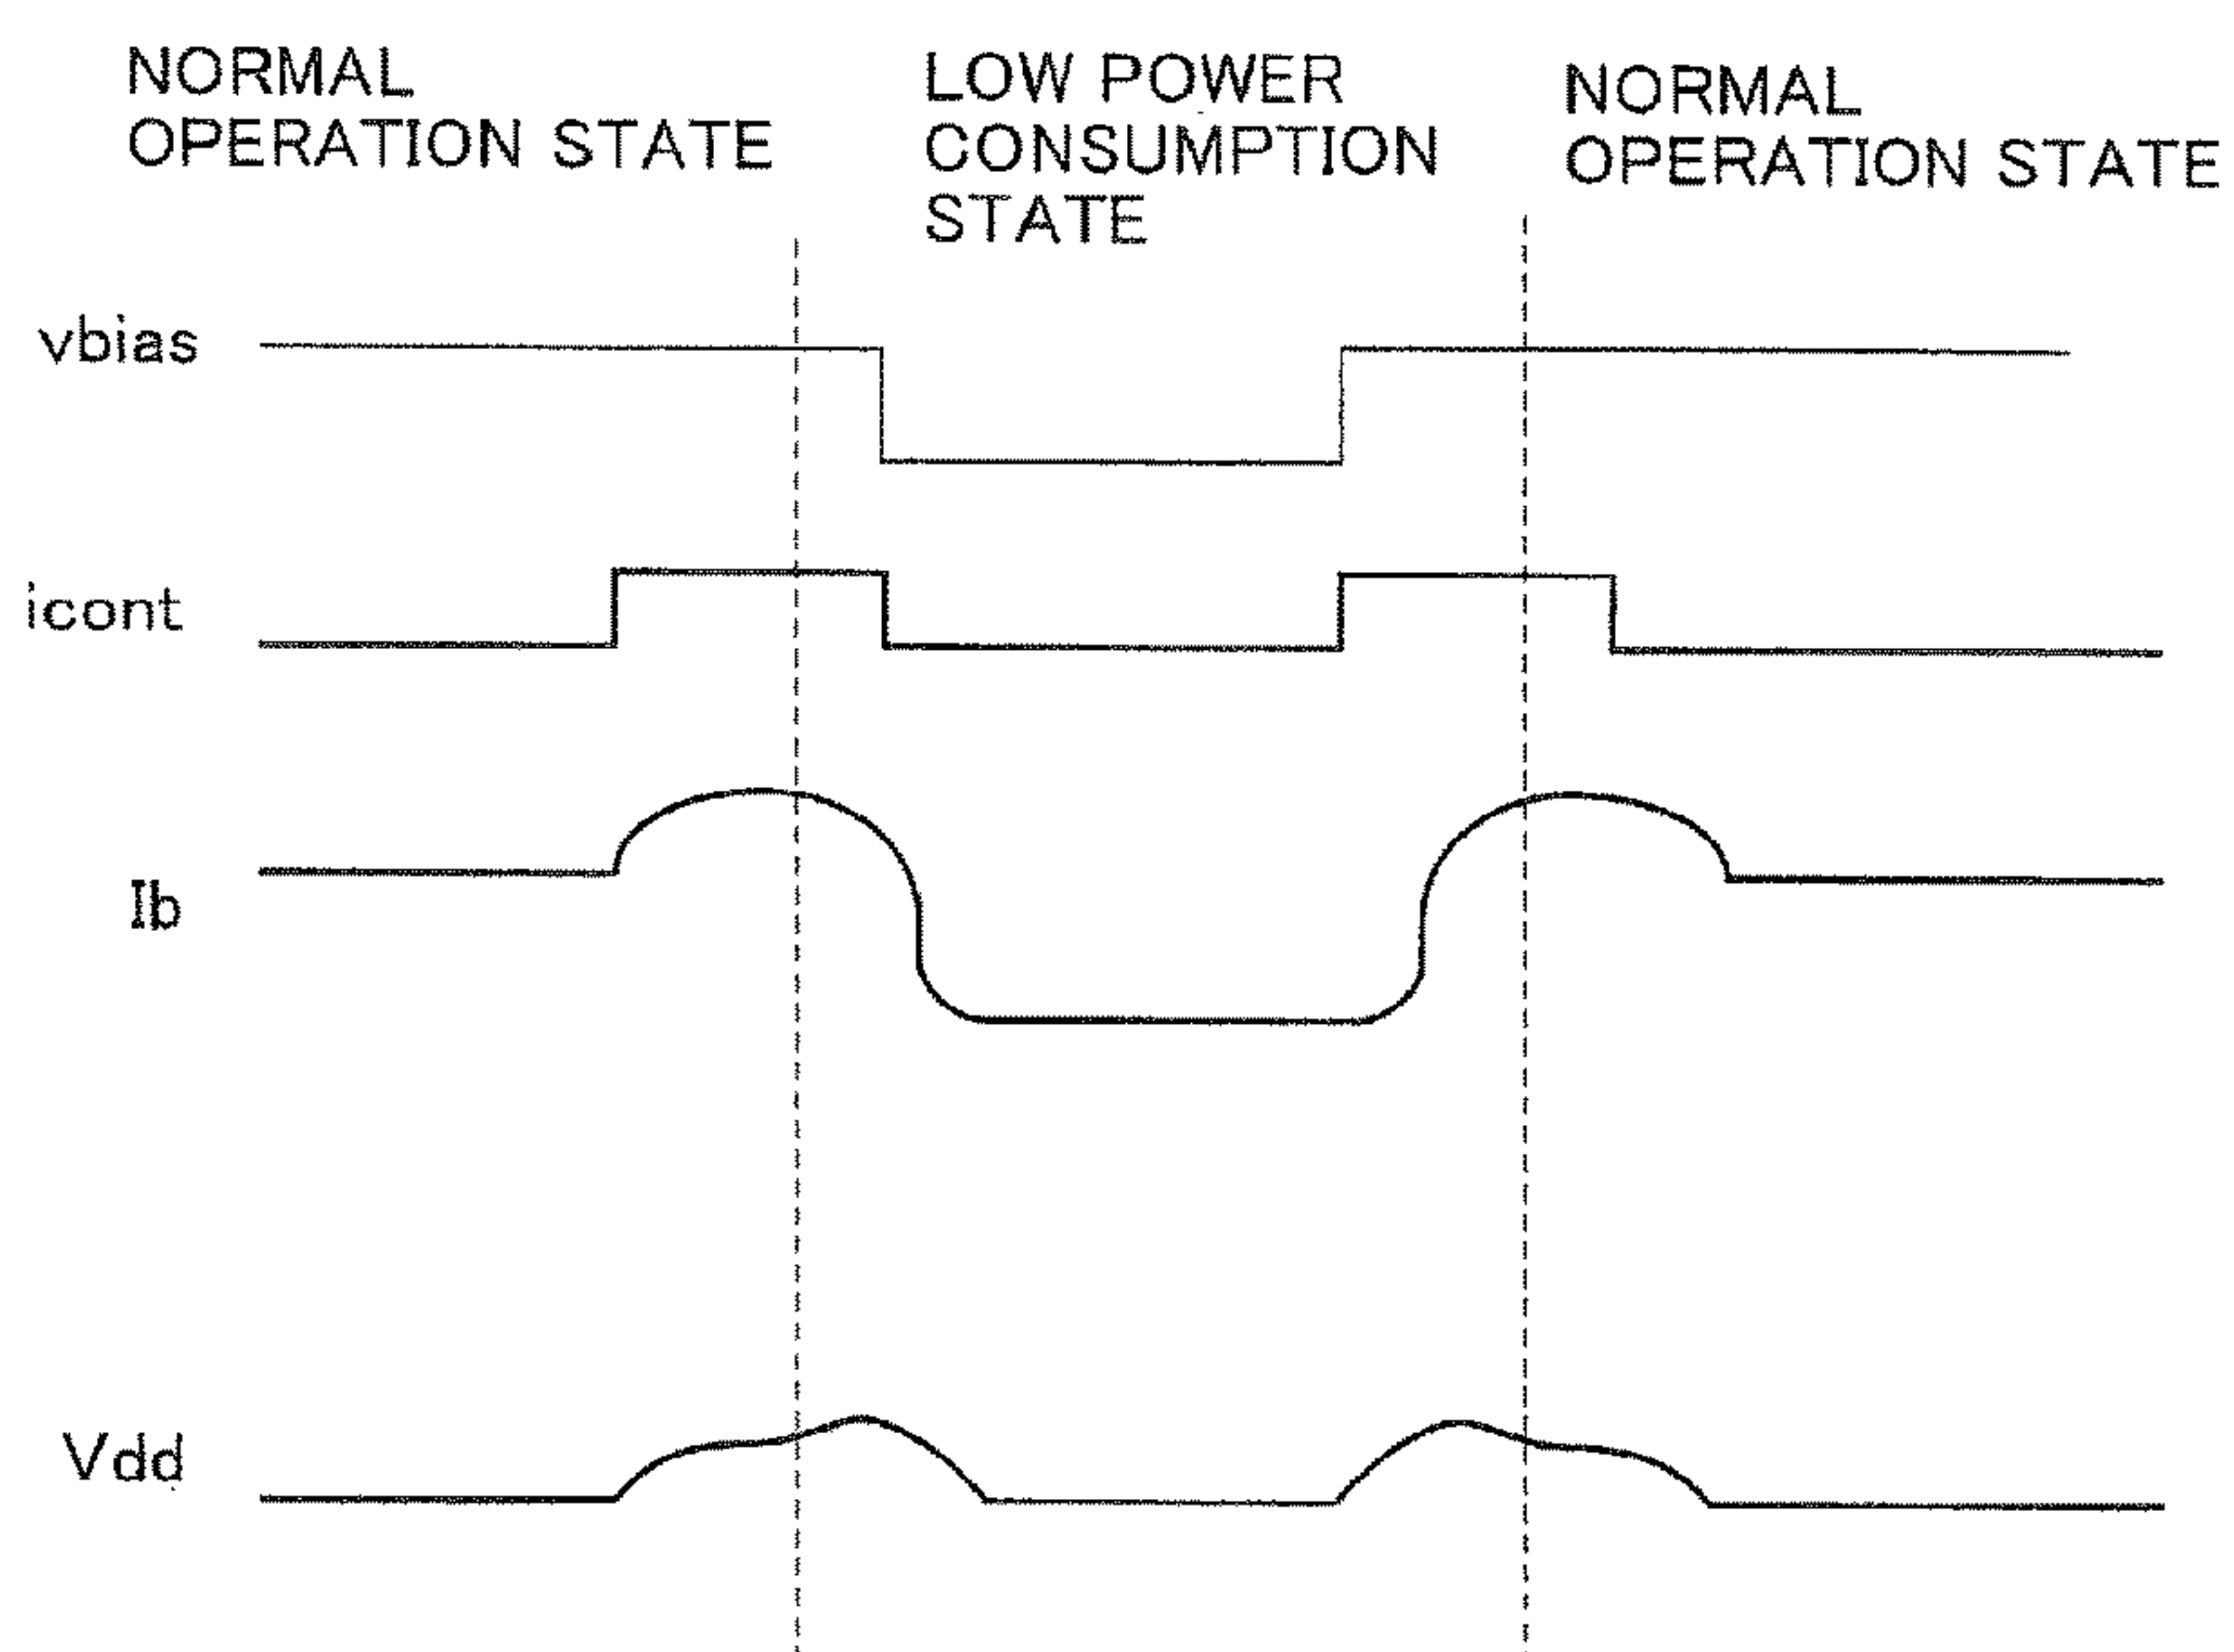 NORMAL
OPERATION STATE
LOW POWER
CONSUMPTION
STATE
NORMAL
OPERATION STATE
vbias
icont
Ib
Vdd